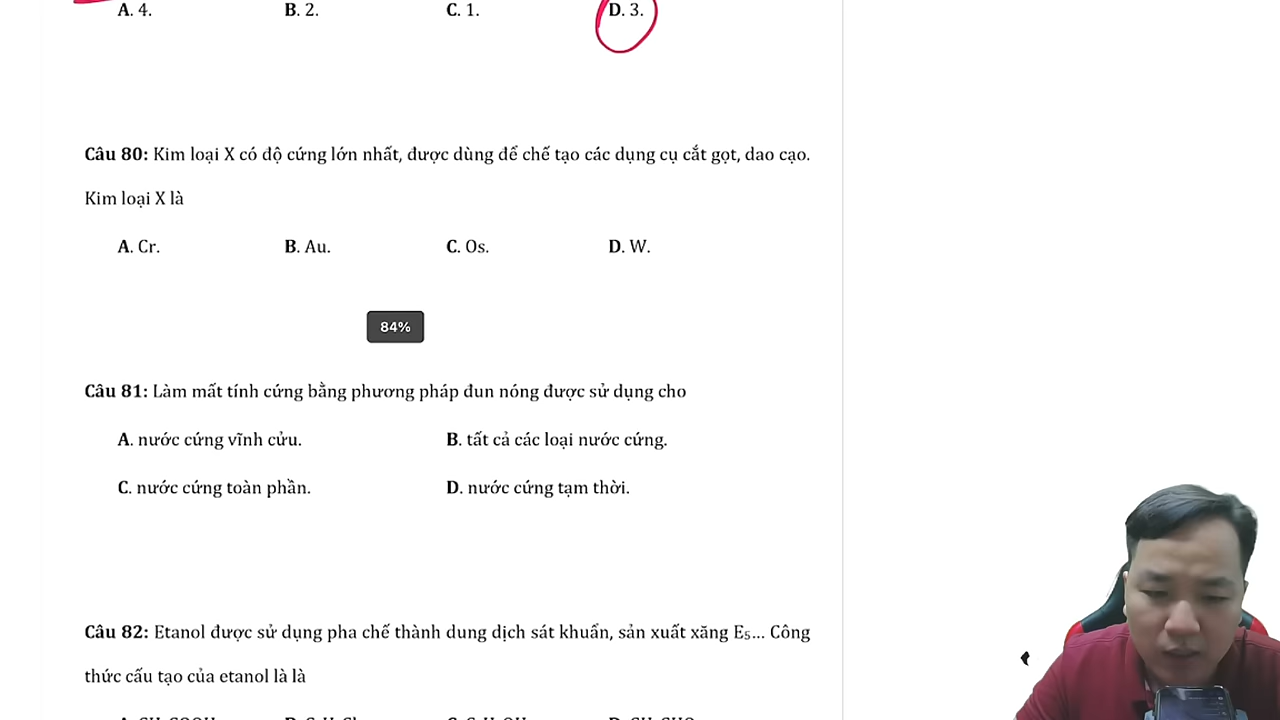 A. 4. B. 2. C. 1. D. 3.
Câu 80: Kim loại X có độ cứng lớn nhất, được dùng để chế tạo các dụng cụ cắt gọt, dao cạo.
Kim loại X là
A. Cr. B. Au. C. Os. D. W.
84%
Câu 81: Làm mất tính cứng bằng phương pháp đun nóng được sử dụng cho
A. nước cứng vĩnh cửu. B. tất cả các loại nước cứng.
C. nước cứng toàn phần. D. nước cứng tạm thời.
Câu 82: Etanol được sử dụng pha chế thành dung dịch sát khuẩn, sản xuất xăng E₅... Công
thức cấu tạo của etanol là là